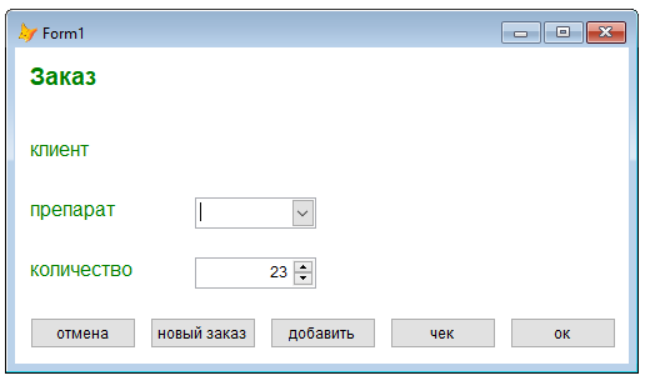 Form1
Заказ
клиент
препарат
количество 23
отмена новый заказ добавить чек ок